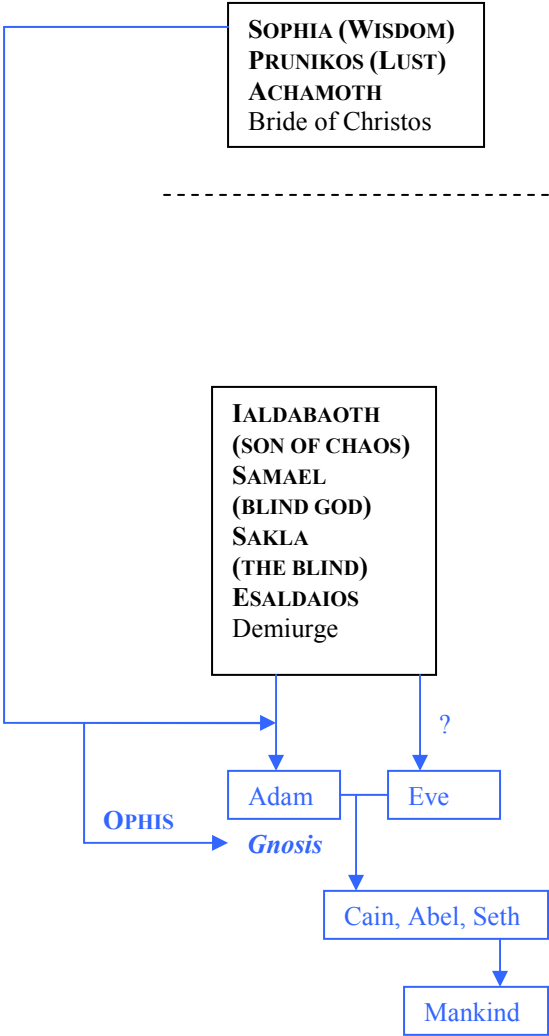 SOPHIA (WISDOM)
PRUNIKOS (LUST)
ACHAMOTH
Bride of Christos
IALDABAOTH
(SON OF CHAOS)
SAMAEL
(BLIND GOD)
SAKLA
(THE BLIND)
ESALDAIOS
Demiurge
?
Adam
Eve
OPHIS
Gnosis
Cain, Abel, Seth
Mankind